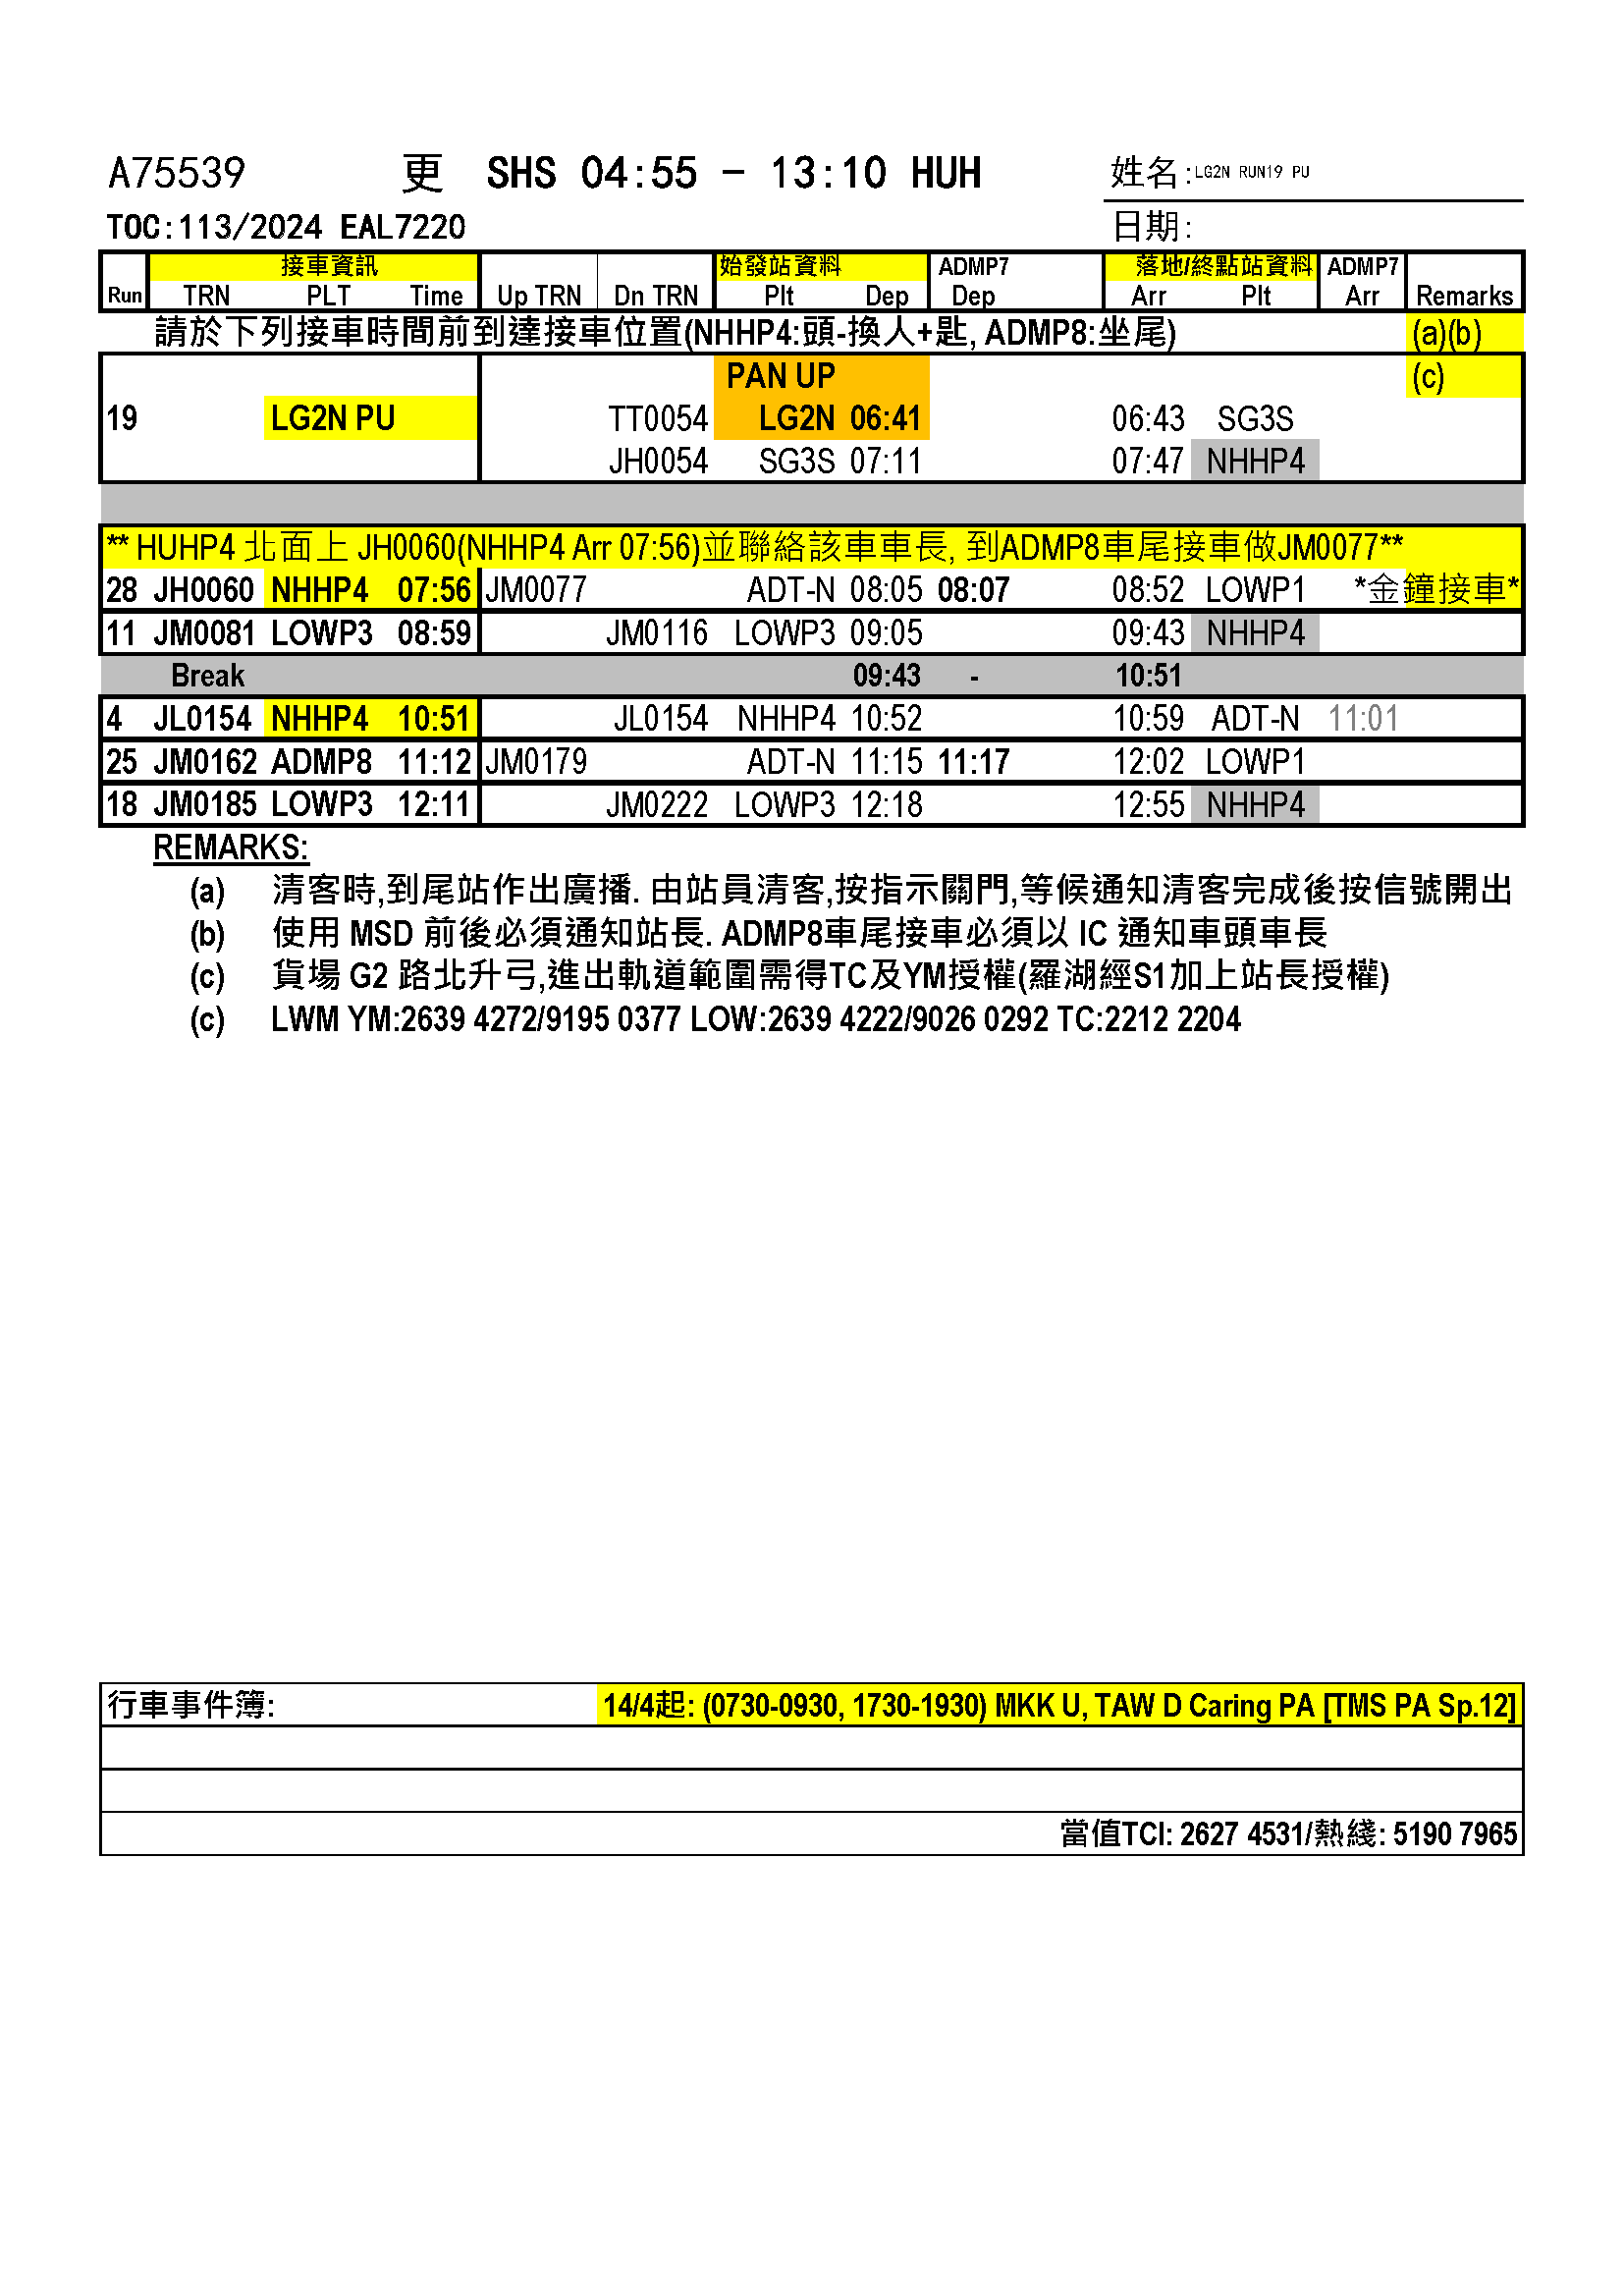 A75539 更 SHS 04:55 - 13:10 HUH 姓名:LG2N RUN19 PU
TOC:113/2024 EAL7220 日期:
接車資訊 始發站資料 ADMP7 落地/終點站資料 ADMP7
Run TRN PLT Time Up TRN Dn TRN Plt Dep Dep Arr Plt Arr Remarks
請於下列接車時間前到達接車位置(NHHP4:頭-換人+匙, ADMP8:坐尾) (a)(b)
PAN UP (c)
19 LG2N PU TT0054 LG2N 06:41 06:43 SG3S
JH0054 SG3S 07:11 07:47 NHHP4
** HUHP4 北面上 JH0060(NHHP4 Arr 07:56)並聯絡該車車長, 到ADMP8車尾接車做JM0077**
28 JH0060 NHHP4 07:56 JM0077 ADT-N 08:05 08:07 08:52 LOWP1 *金鐘接車*
11 JM0081 LOWP3 08:59 JM0116 LOWP3 09:05 09:43 NHHP4
Break 09:43 - 10:51
4 JL0154 NHHP4 10:51 JL0154 NHHP4 10:52 10:59 ADT-N 11:01
25 JM0162 ADMP8 11:12 JM0179 ADT-N 11:15 11:17 12:02 LOWP1
18 JM0185 LOWP3 12:11 JM0222 LOWP3 12:18 12:55 NHHP4
REMARKS:
(a) 清客時,到尾站作出廣播. 由站員清客,按指示關門,等候通知清客完成後按信號開出
(b) 使用 MSD 前後必須通知站長. ADMP8車尾接車必須以 IC 通知車頭車長
(c) 貨場 G2 路北升弓,進出軌道範圍需得TC及YM授權(羅湖經S1加上站長授權)
(c) LWM YM:2639 4272/9195 0377 LOW:2639 4222/9026 0292 TC:2212 2204
行車事件簿: 14/4起: (0730-0930, 1730-1930) MKK U, TAW D Caring PA [TMS PA Sp.12]
當值TCI: 2627 4531/熱綫: 5190 7965